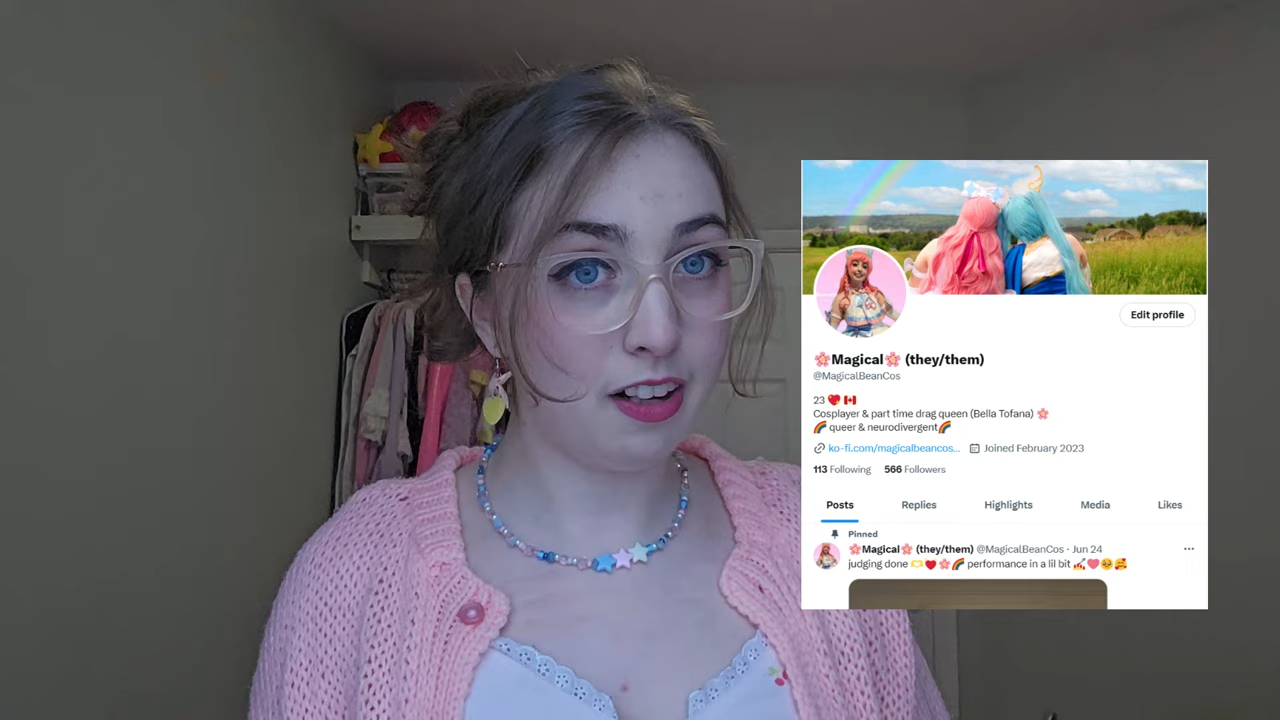 Edit profile
🌸Magical🌸 (they/them)
@MagicalBeanCos
23 ❤️ 🇨🇦
Cosplayer & part time drag queen (Bella Tofana) 🌸
🌈 queer & neurodivergent🌈
ko-fi.com/magicalbeancos... Joined February 2023
113 Following 566 Followers
Posts Replies Highlights Media Likes
Pinned
🌸Magical🌸 (they/them) @MagicalBeanCos · Jun 24 ...
judging done 🫶❤️🌸🌈 performance in a lil bit 💅💗🥺🥰